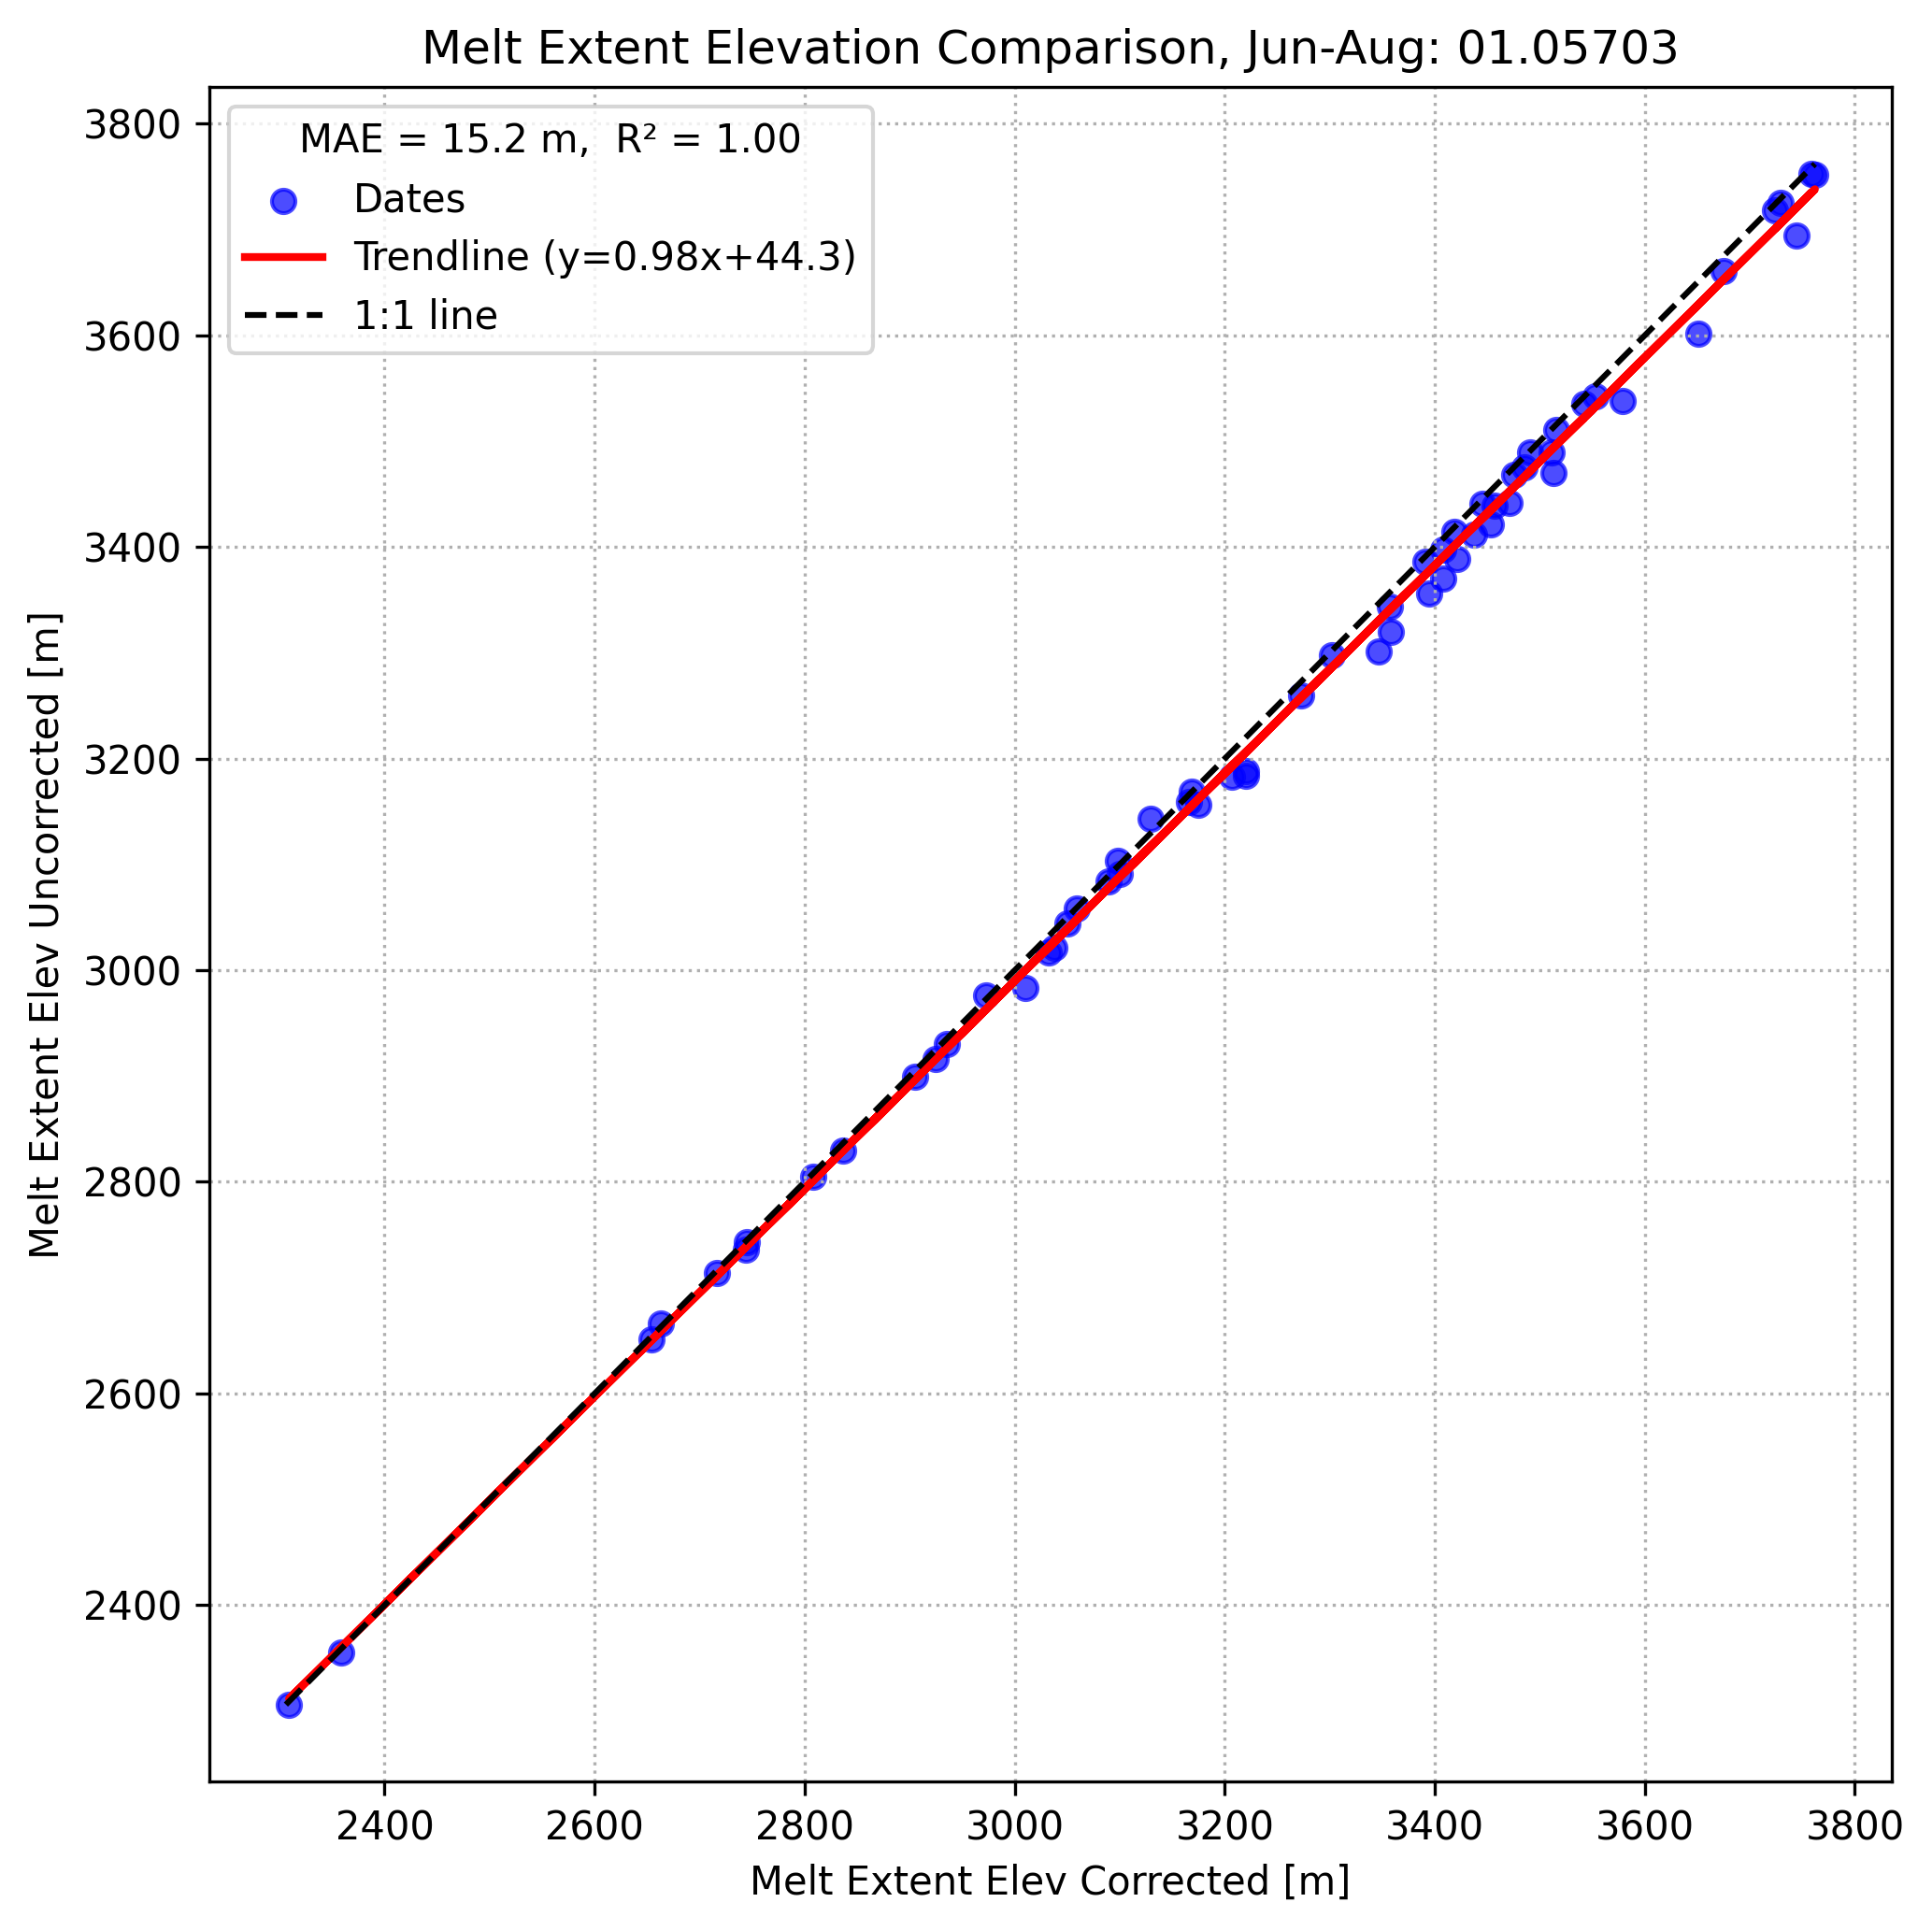 Melt Extent Elevation Comparison, Jun-Aug: 01.05703
MAE = 15.2 m,  R² = 1.00
Dates
Trendline (y=0.98x+44.3)
1:1 line
3800
3600
3400
3200
3000
2800
2600
2400
Melt Extent Elev Uncorrected [m]
2400 2600 2800 3000 3200 3400 3600 3800
Melt Extent Elev Corrected [m]